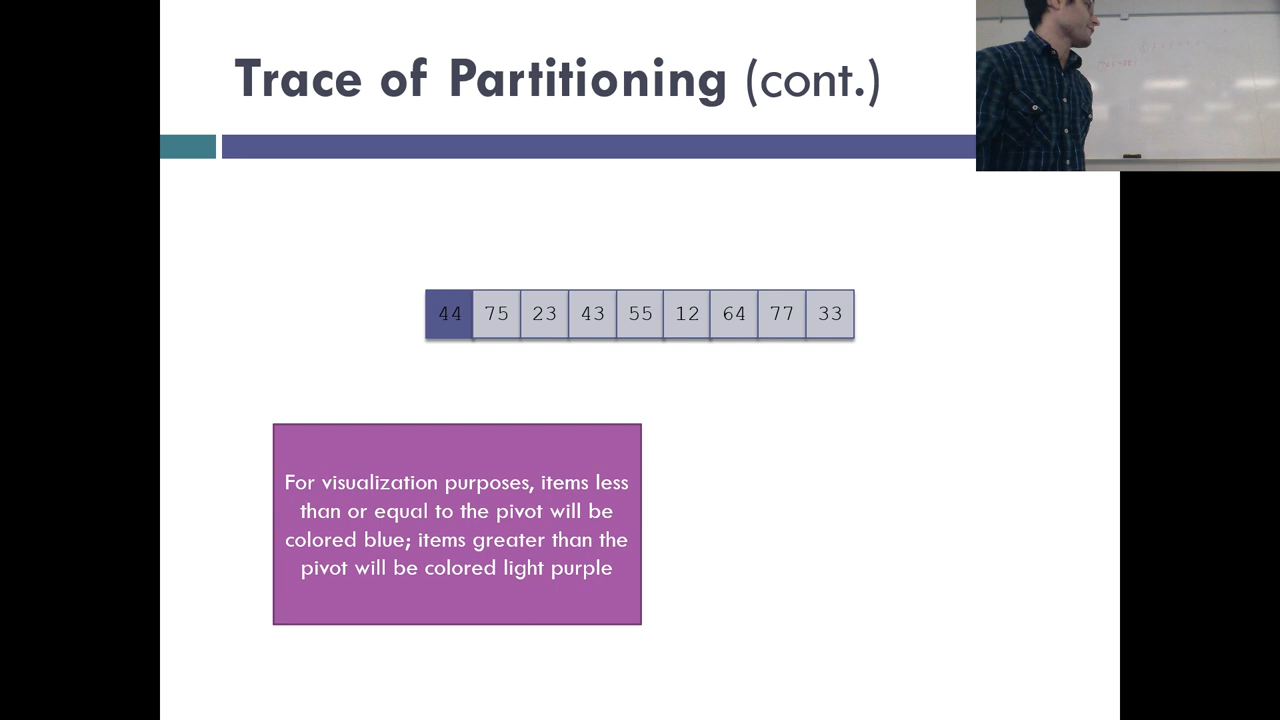 Trace of Partitioning (cont.)
44 75 23 43 55 12 64 77 33
For visualization purposes, items less
than or equal to the pivot will be
colored blue; items greater than the
pivot will be colored light purple